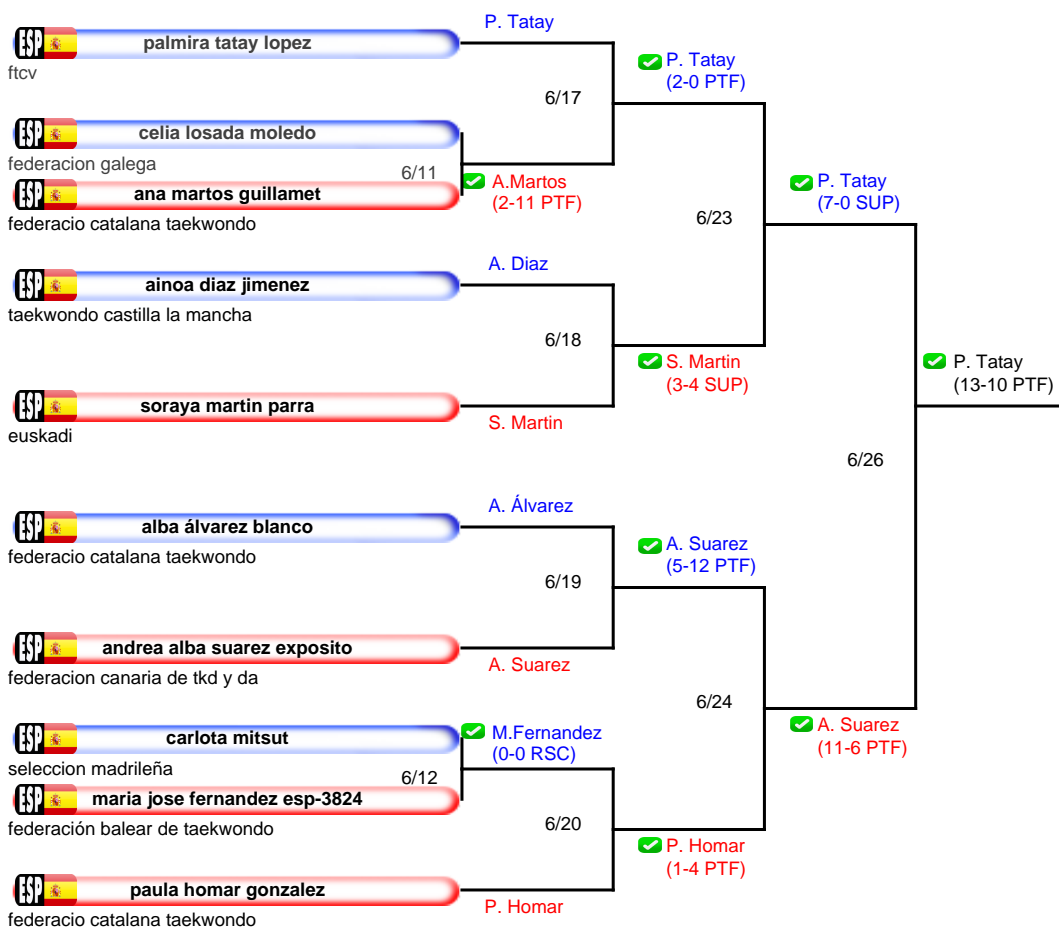 P. Tatay
ESP palmira tatay lopez
ftcv
P. Tatay
(2-0 PTF)
6/17
ESP celia losada moledo
federacion galega
6/11
A.Martos
(2-11 PTF)
ESP ana martos guillamet
federacio catalana taekwondo
P. Tatay
(7-0 SUP)
6/23
A. Diaz
ESP ainoa diaz jimenez
taekwondo castilla la mancha
6/18
S. Martin
(3-4 SUP)
P. Tatay
(13-10 PTF)
ESP soraya martin parra
S. Martin
euskadi
6/26
A. Álvarez
ESP alba álvarez blanco
federacio catalana taekwondo
A. Suarez
(5-12 PTF)
6/19
ESP andrea alba suarez exposito
A. Suarez
federacion canaria de tkd y da
6/24
A. Suarez
(11-6 PTF)
M.Fernandez
(0-0 RSC)
ESP carlota mitsut
seleccion madrileña
6/12
ESP maria jose fernandez esp-3824
federación balear de taekwondo
6/20
P. Homar
(1-4 PTF)
ESP paula homar gonzalez
P. Homar
federacio catalana taekwondo